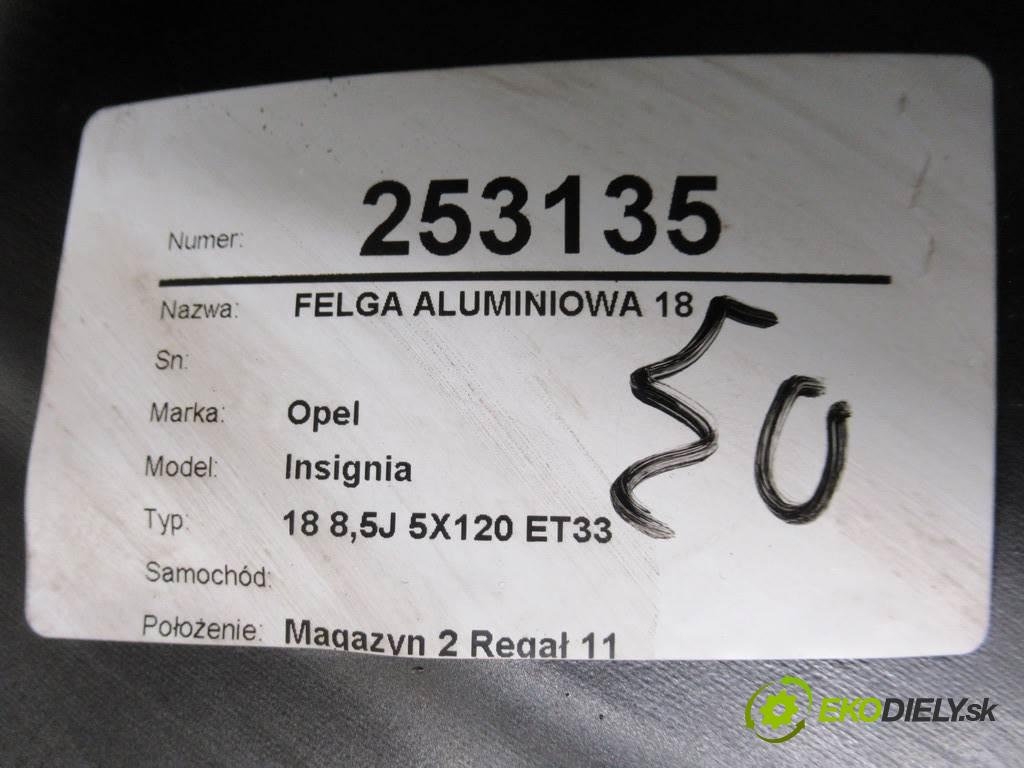 Numer: 253135
Nazwa: FELGA ALUMINIOWA 18
Sn:
Marka: Opel
Model: Insignia
Typ: 18 8,5J 5X120 ET33
Samochód:
Położenie: Magazyn 2 Regał 11
EKODIELY.sk